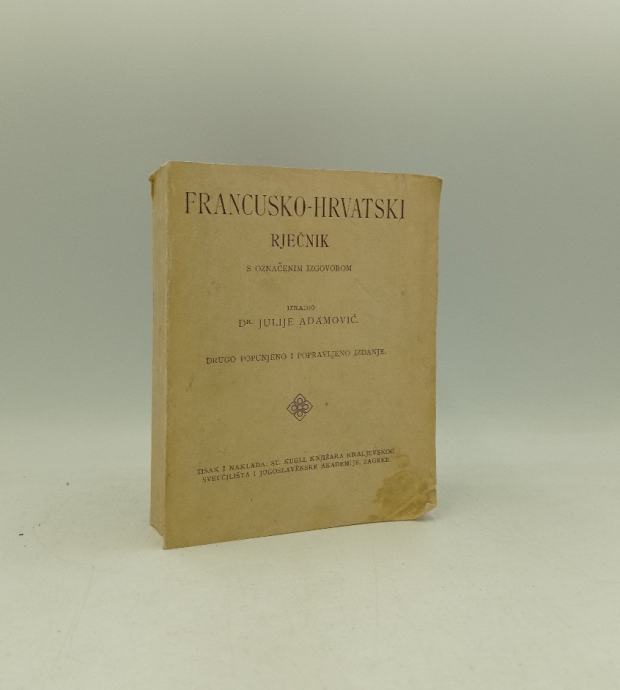 FRANCUSKO-HRVATSKI
RJEČNIK
S OZNAČENIM IZGOVOROM
IZRADIO
DR. JULIJE ADAMOVIĆ.
DRUGO POPUNJENO I POPRAVLJENO IZDANJE.
TISAK I NAKLADA: ST. KUGLI, KNJIŽARA KRALJEVSKOG
SVEUČILIŠTA I JUGOSLAVENSKE AKADEMIJE, ZAGREB